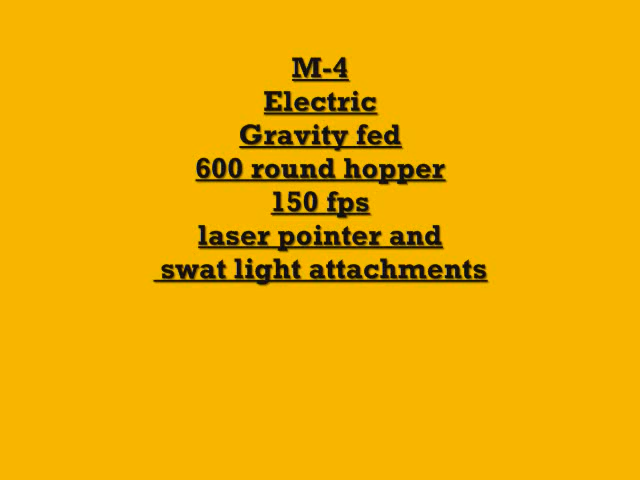 M-4
Electric
Gravity fed
600 round hopper
150 fps
laser pointer and
swat light attachments